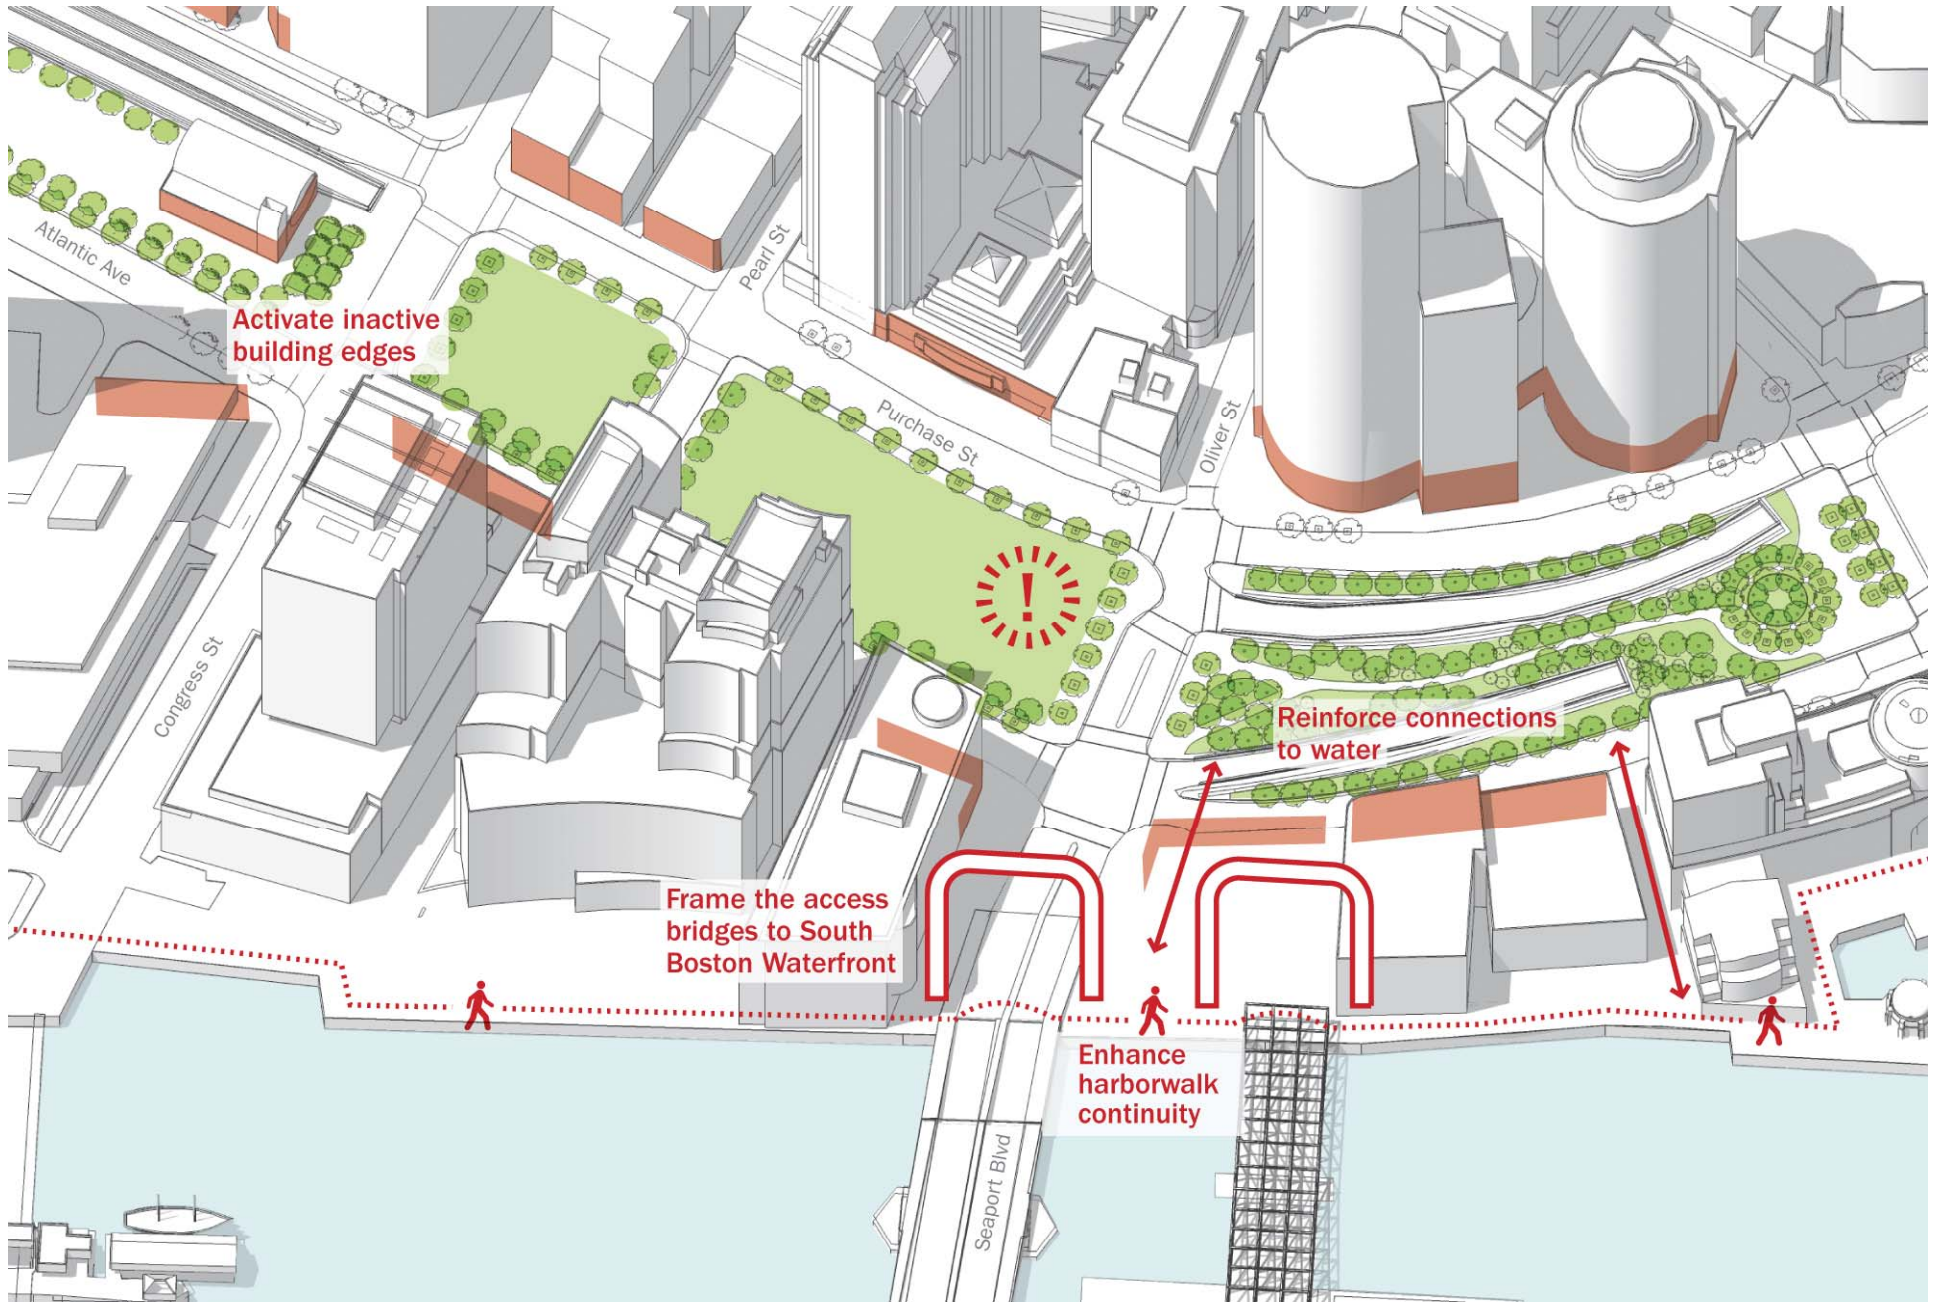 Atlantic Ave
Pearl St
Activate inactive
building edges
Purchase St
Oliver St
!
Congress St
Reinforce connections
to water
Frame the access
bridges to South
Boston Waterfront
Enhance
harborwalk
continuity
Seaport Blvd